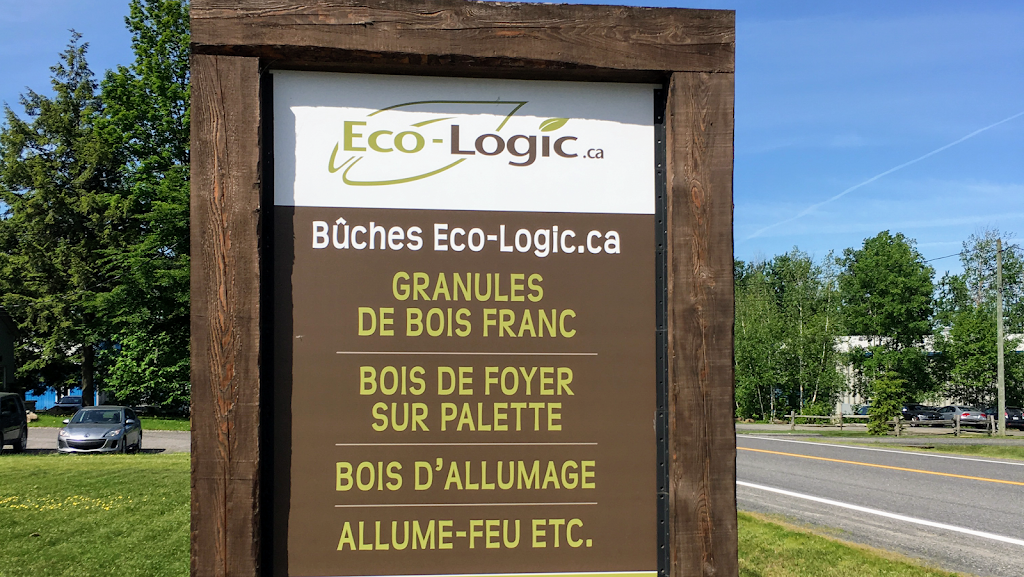 Eco-Logic.ca
Bûches Eco-Logic.ca
GRANULES
DE BOIS FRANC
BOIS DE FOYER
SUR PALETTE
BOIS D'ALLUMAGE
ALLUME-FEU ETC.